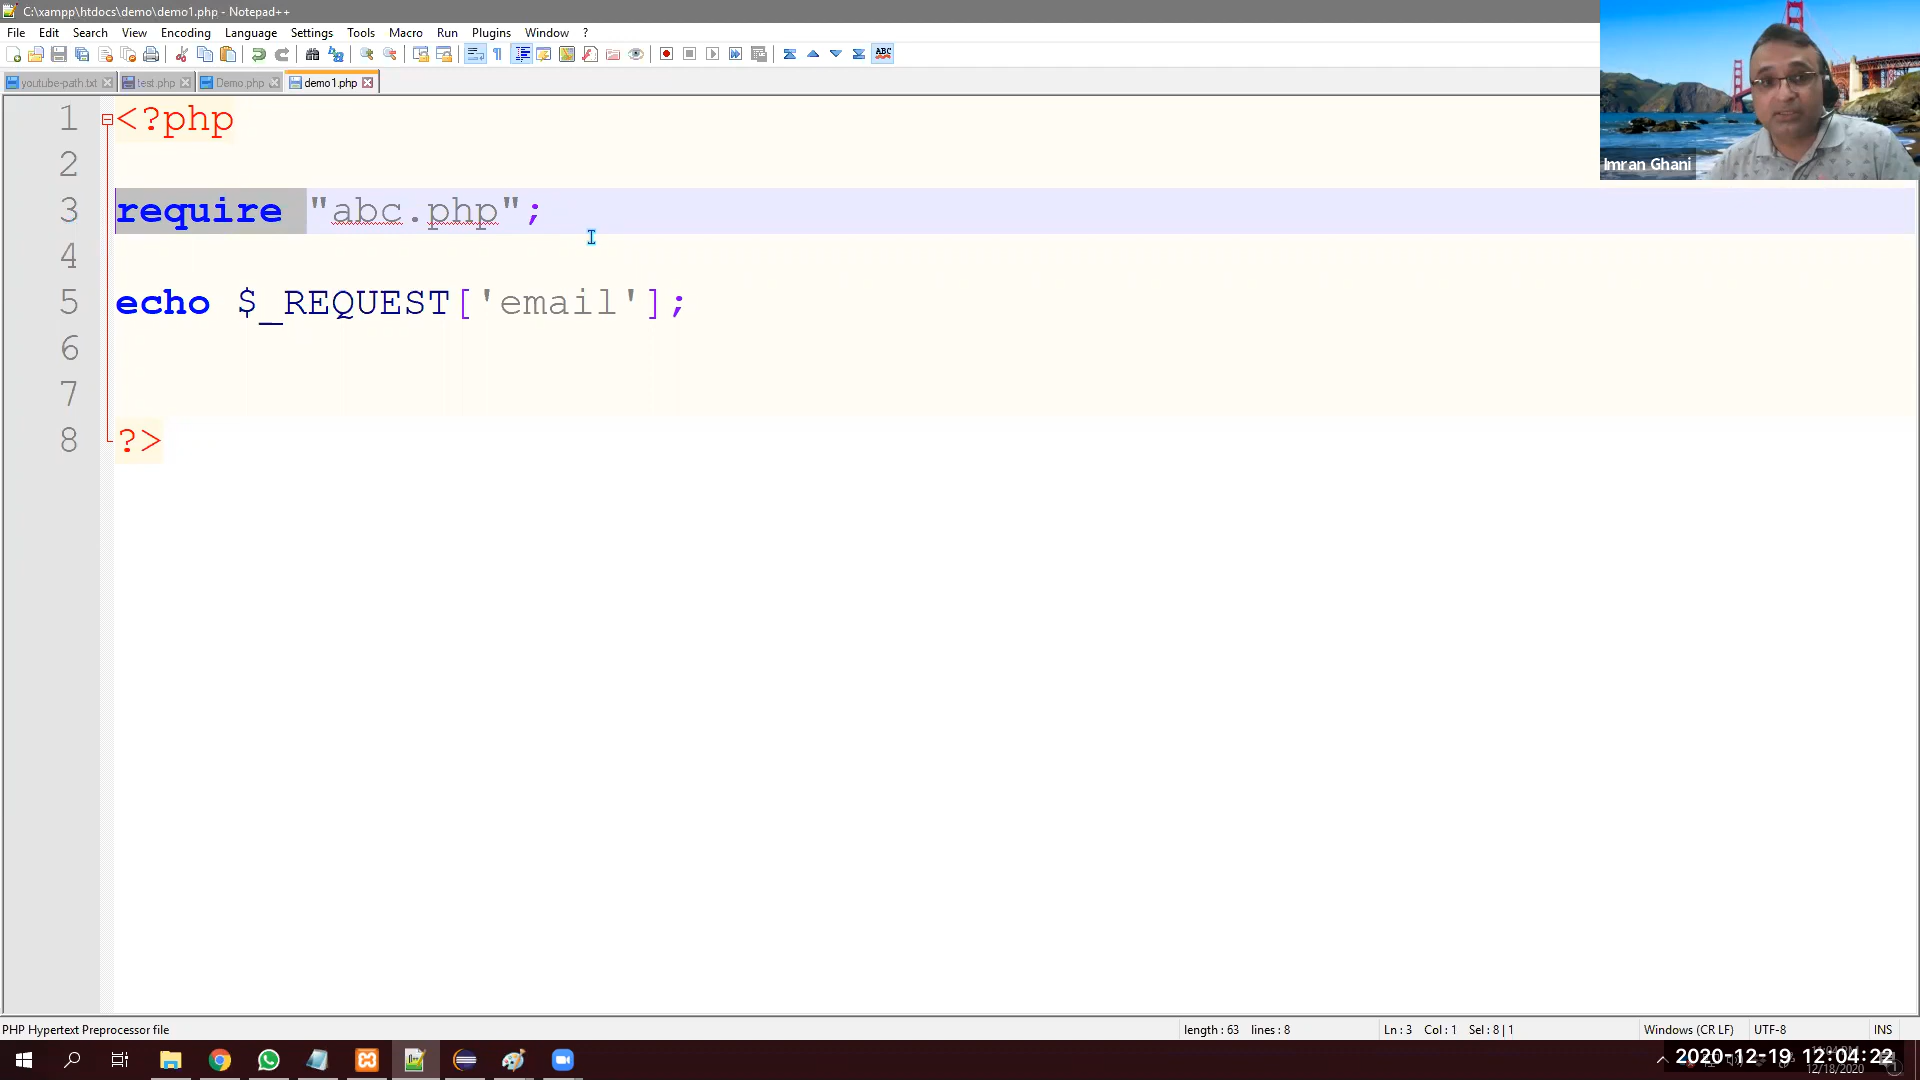 C:\xampp\htdocs\demo\demo1.php - Notepad++
File Edit Search View Encoding Language Settings Tools Macro Run Plugins Window ?
youtube-path.txt test.php Demo.php demo1.php
1 <?php
2
3 require "abc.php";
4
5 echo $_REQUEST['email'];
6
7
8 ?>
Imran Ghani
PHP Hypertext Preprocessor file length : 63 lines : 8 Ln : 3 Col : 1 Sel : 8 | 1 Windows (CR LF) UTF-8 INS
2020-12-19 12:04:22
12/18/2020